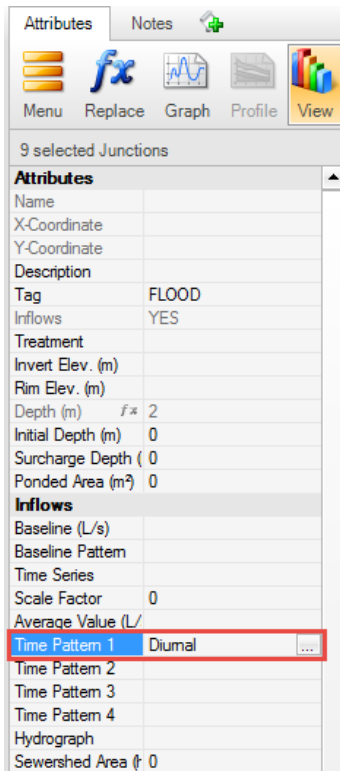 Attributes Notes
Menu Replace Graph Profile View
9 selected Junctions
Attributes
Name
X-Coordinate
Y-Coordinate
Description
Tag FLOOD
Inflows YES
Treatment
Invert Elev. (m)
Rim Elev. (m)
Depth (m) fx 2
Initial Depth (m) 0
Surcharge Depth ( 0
Ponded Area (m²) 0
Inflows
Baseline (L/s)
Baseline Pattern
Time Series
Scale Factor 0
Average Value (L/
Time Pattern 1 Diurnal ...
Time Pattern 2
Time Pattern 3
Time Pattern 4
Hydrograph
Sewershed Area (h 0